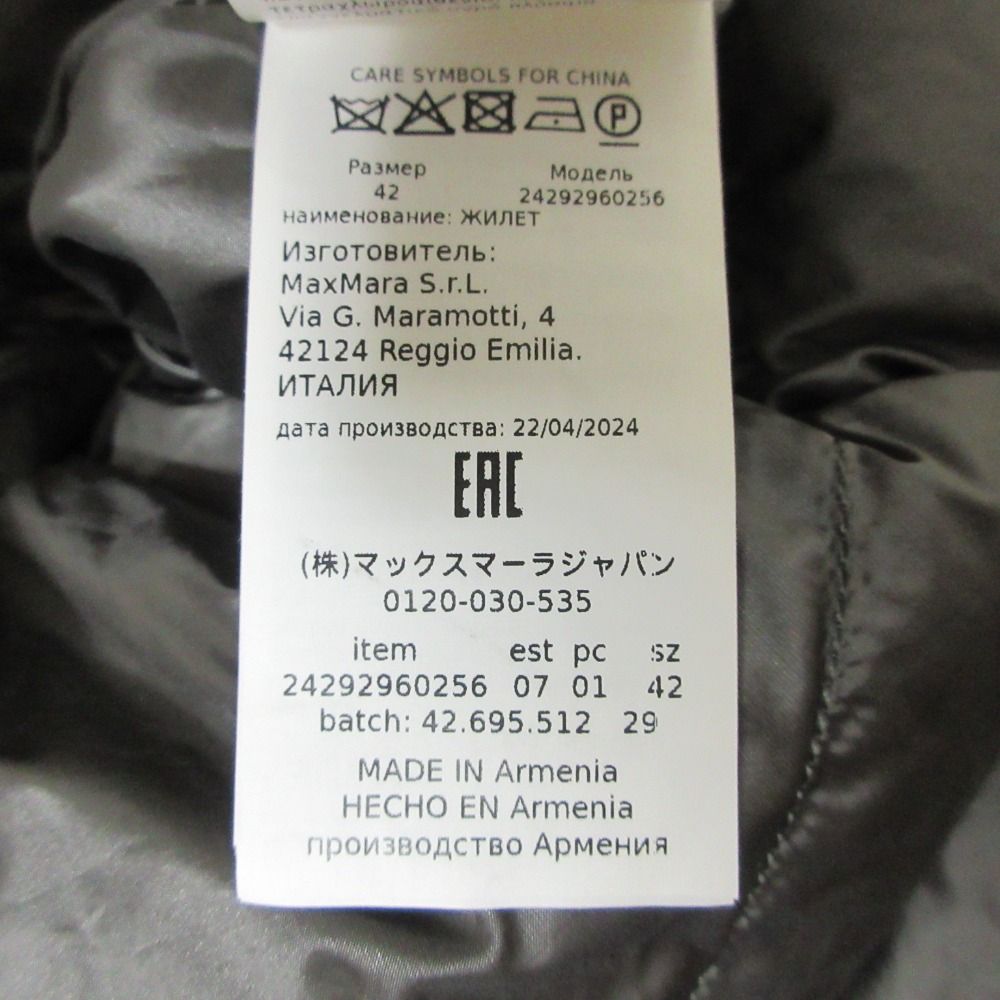 CARE SYMBOLS FOR CHINA
P
Размер Модель
42 24292960256
наименование: ЖИЛЕТ
Изготовитель:
MaxMara S.r.L.
Via G. Maramotti, 4
42124 Reggio Emilia.
ИТАЛИЯ
дата производства: 22/04/2024
EAC
(株)マックスマーラジャパン
0120-030-535
item est pc sz
24292960256 07 01 42
batch: 42.695.512 29
MADE IN Armenia
HECHO EN Armenia
производство Армения